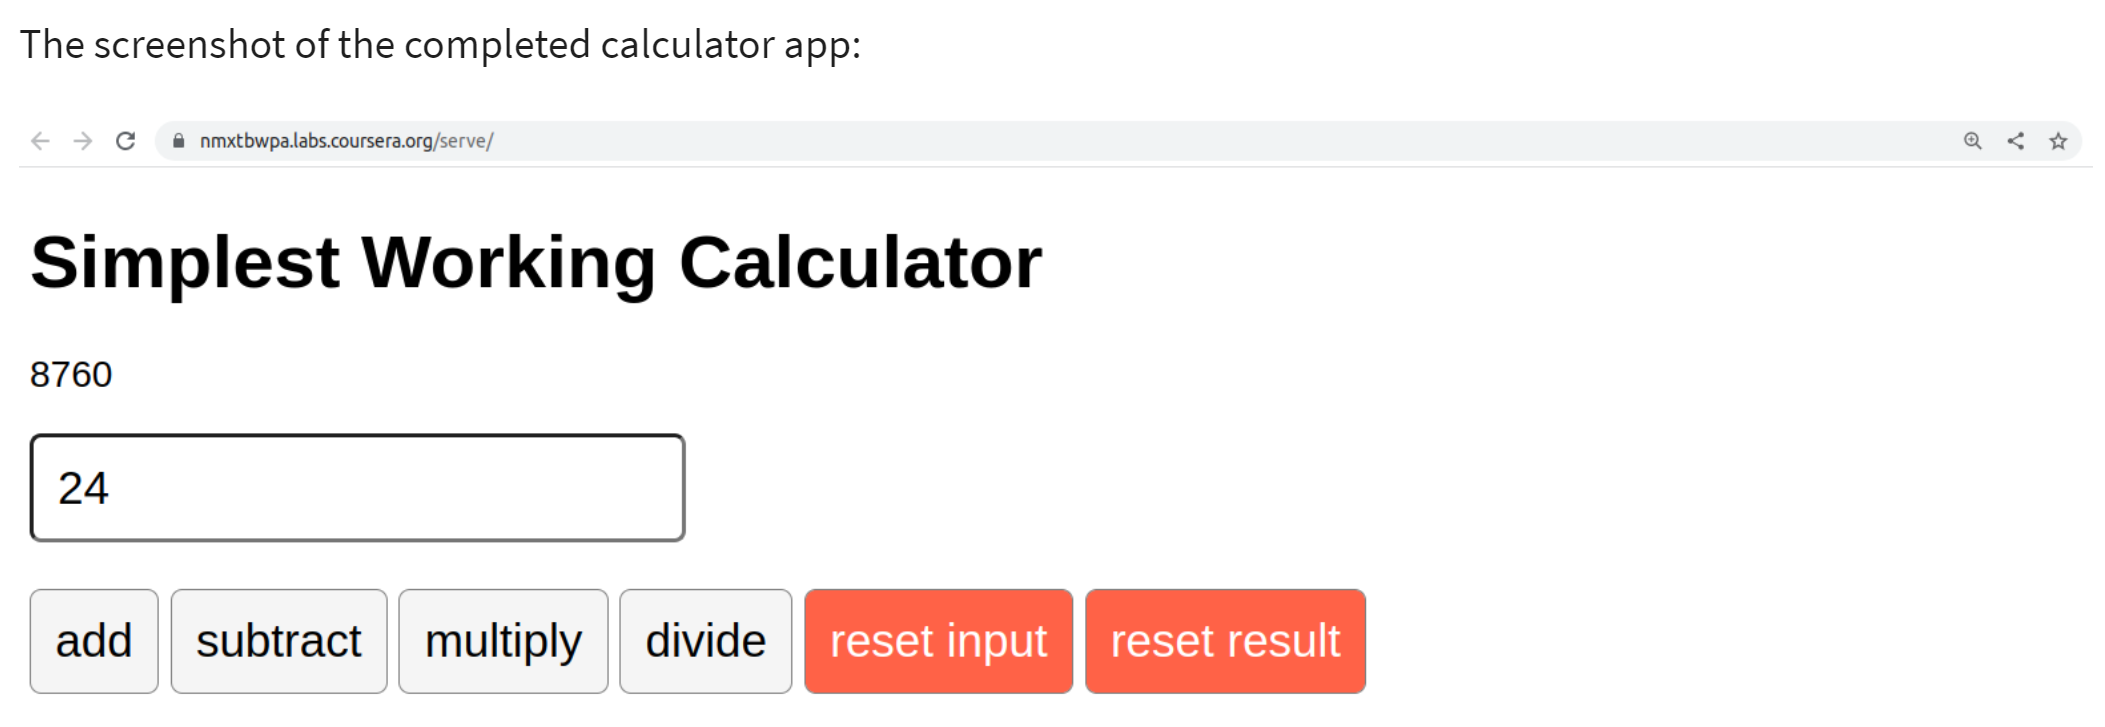 The screenshot of the completed calculator app:
nmxtbwpa.labs.coursera.org/serve/
Simplest Working Calculator
8760
24
add subtract multiply divide reset input reset result